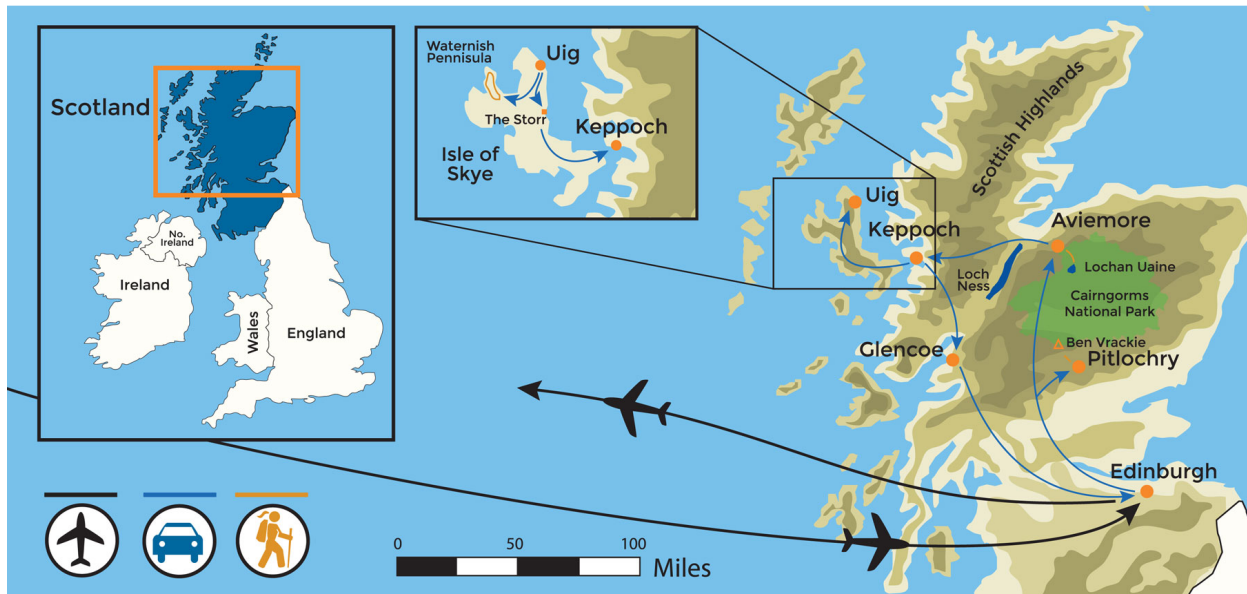 Scotland
No.
Ireland
Ireland
Wales
England
Waternish
Pennisula
Uig
The Storr
Keppoch
Isle of
Skye
Scottish Highlands
Uig
Keppoch
Aviemore
Loch
Ness
Lochan Uaine
Cairngorms
National Park
Ben Vrackie
Glencoe
Pitlochry
Edinburgh
0 50 100
Miles